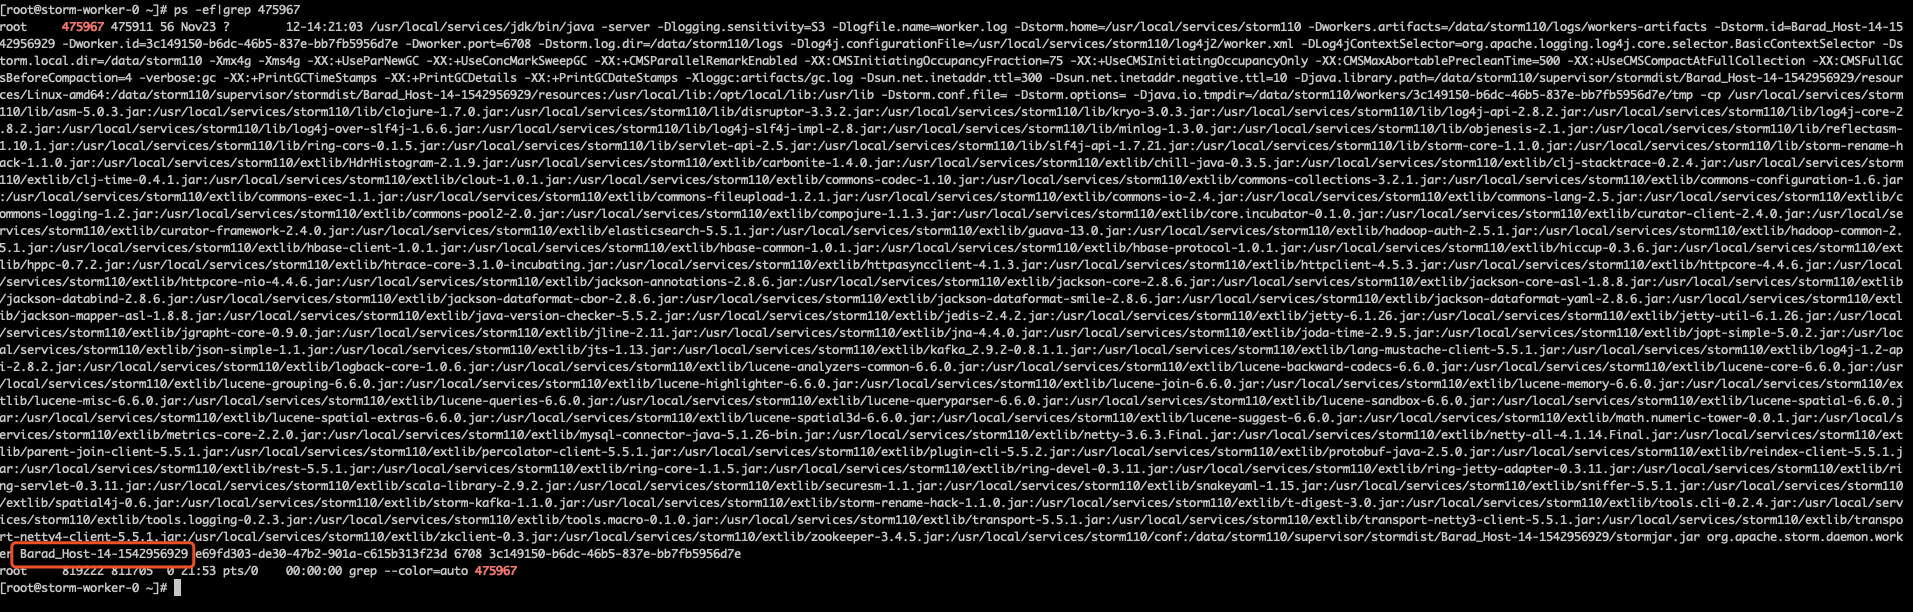 [root@storm-worker-0 ~]# ps -ef|grep 475967
root     475967 475911 56 Nov23 ?        12-14:21:03 /usr/local/services/jdk/bin/java -server -Dlogging.sensitivity=S3 -Dlogfile.name=worker.log -Dstorm.home=/usr/local/services/storm110 -Dworkers.artifacts=/data/storm110/logs/workers-artifacts -Dstorm.id=Barad_Host-14-15
42956929 -Dworker.id=3c149150-b6dc-46b5-837e-bb7fb5956d7e -Dworker.port=6708 -Dstorm.log.dir=/data/storm110/logs -Dlog4j.configurationFile=/usr/local/services/storm110/log4j2/worker.xml -DLog4jContextSelector=org.apache.logging.log4j.core.selector.BasicContextSelector -Ds
torm.local.dir=/data/storm110 -Xmx4g -Xms4g -XX:+UseParNewGC -XX:+UseConcMarkSweepGC -XX:+CMSParallelRemarkEnabled -XX:CMSInitiatingOccupancyFraction=75 -XX:+UseCMSInitiatingOccupancyOnly -XX:CMSMaxAbortablePrecleanTime=500 -XX:+UseCMSCompactAtFullCollection -XX:CMSFullGC
sBeforeCompaction=4 -verbose:gc -XX:+PrintGCTimeStamps -XX:+PrintGCDetails -XX:+PrintGCDateStamps -Xloggc:artifacts/gc.log -Dsun.net.inetaddr.ttl=300 -Dsun.net.inetaddr.negative.ttl=10 -Djava.library.path=/data/storm110/supervisor/stormdist/Barad_Host-14-1542956929/resour
ces/Linux-amd64:/data/storm110/supervisor/stormdist/Barad_Host-14-1542956929/resources:/usr/local/lib:/opt/local/lib:/usr/lib -Dstorm.conf.file= -Dstorm.options= -Djava.io.tmpdir=/data/storm110/workers/3c149150-b6dc-46b5-837e-bb7fb5956d7e/tmp -cp /usr/local/services/storm
110/lib/asm-5.0.3.jar:/usr/local/services/storm110/lib/clojure-1.7.0.jar:/usr/local/services/storm110/lib/disruptor-3.3.2.jar:/usr/local/services/storm110/lib/kryo-3.0.3.jar:/usr/local/services/storm110/lib/log4j-api-2.8.2.jar:/usr/local/services/storm110/lib/log4j-core-2
.8.2.jar:/usr/local/services/storm110/lib/log4j-over-slf4j-1.6.6.jar:/usr/local/services/storm110/lib/log4j-slf4j-impl-2.8.jar:/usr/local/services/storm110/lib/minlog-1.3.0.jar:/usr/local/services/storm110/lib/objenesis-2.1.jar:/usr/local/services/storm110/lib/reflectasm-
1.10.1.jar:/usr/local/services/storm110/lib/ring-cors-0.1.5.jar:/usr/local/services/storm110/lib/servlet-api-2.5.jar:/usr/local/services/storm110/lib/slf4j-api-1.7.21.jar:/usr/local/services/storm110/lib/storm-core-1.1.0.jar:/usr/local/services/storm110/lib/storm-rename-h
ack-1.1.0.jar:/usr/local/services/storm110/extlib/HdrHistogram-2.1.9.jar:/usr/local/services/storm110/extlib/carbonite-1.4.0.jar:/usr/local/services/storm110/extlib/chill-java-0.3.5.jar:/usr/local/services/storm110/extlib/clj-stacktrace-0.2.4.jar:/usr/local/services/storm
110/extlib/clj-time-0.4.1.jar:/usr/local/services/storm110/extlib/clout-1.0.1.jar:/usr/local/services/storm110/extlib/commons-codec-1.10.jar:/usr/local/services/storm110/extlib/commons-collections-3.2.1.jar:/usr/local/services/storm110/extlib/commons-configuration-1.6.jar
:/usr/local/services/storm110/extlib/commons-exec-1.1.jar:/usr/local/services/storm110/extlib/commons-fileupload-1.2.1.jar:/usr/local/services/storm110/extlib/commons-io-2.4.jar:/usr/local/services/storm110/extlib/commons-lang-2.5.jar:/usr/local/services/storm110/extlib/c
ommons-logging-1.2.jar:/usr/local/services/storm110/extlib/commons-pool2-2.0.jar:/usr/local/services/storm110/extlib/compojure-1.1.3.jar:/usr/local/services/storm110/extlib/core.incubator-0.1.0.jar:/usr/local/services/storm110/extlib/curator-client-2.4.0.jar:/usr/local/se
rvices/storm110/extlib/curator-framework-2.4.0.jar:/usr/local/services/storm110/extlib/elasticsearch-5.5.1.jar:/usr/local/services/storm110/extlib/guava-13.0.jar:/usr/local/services/storm110/extlib/hadoop-auth-2.5.1.jar:/usr/local/services/storm110/extlib/hadoop-common-2.
5.1.jar:/usr/local/services/storm110/extlib/hbase-client-1.0.1.jar:/usr/local/services/storm110/extlib/hbase-common-1.0.1.jar:/usr/local/services/storm110/extlib/hbase-protocol-1.0.1.jar:/usr/local/services/storm110/extlib/hiccup-0.3.6.jar:/usr/local/services/storm110/ext
lib/hppc-0.7.2.jar:/usr/local/services/storm110/extlib/htrace-core-3.1.0-incubating.jar:/usr/local/services/storm110/extlib/httpasyncclient-4.1.3.jar:/usr/local/services/storm110/extlib/httpclient-4.5.3.jar:/usr/local/services/storm110/extlib/httpcore-4.4.6.jar:/usr/local
/services/storm110/extlib/httpcore-nio-4.4.6.jar:/usr/local/services/storm110/extlib/jackson-annotations-2.8.6.jar:/usr/local/services/storm110/extlib/jackson-core-2.8.6.jar:/usr/local/services/storm110/extlib/jackson-core-asl-1.8.8.jar:/usr/local/services/storm110/extlib
/jackson-databind-2.8.6.jar:/usr/local/services/storm110/extlib/jackson-dataformat-cbor-2.8.6.jar:/usr/local/services/storm110/extlib/jackson-dataformat-smile-2.8.6.jar:/usr/local/services/storm110/extlib/jackson-dataformat-yaml-2.8.6.jar:/usr/local/services/storm110/extl
ib/jackson-mapper-asl-1.8.8.jar:/usr/local/services/storm110/extlib/java-version-checker-5.5.2.jar:/usr/local/services/storm110/extlib/jedis-2.4.2.jar:/usr/local/services/storm110/extlib/jetty-6.1.26.jar:/usr/local/services/storm110/extlib/jetty-util-6.1.26.jar:/usr/local
/services/storm110/extlib/jgrapht-core-0.9.0.jar:/usr/local/services/storm110/extlib/jline-2.11.jar:/usr/local/services/storm110/extlib/jna-4.4.0.jar:/usr/local/services/storm110/extlib/joda-time-2.9.5.jar:/usr/local/services/storm110/extlib/jopt-simple-5.0.2.jar:/usr/loc
al/services/storm110/extlib/json-simple-1.1.jar:/usr/local/services/storm110/extlib/jts-1.13.jar:/usr/local/services/storm110/extlib/kafka_2.9.2-0.8.1.1.jar:/usr/local/services/storm110/extlib/lang-mustache-client-5.5.1.jar:/usr/local/services/storm110/extlib/log4j-1.2-ap
i-2.8.2.jar:/usr/local/services/storm110/extlib/logback-core-1.0.6.jar:/usr/local/services/storm110/extlib/lucene-analyzers-common-6.6.0.jar:/usr/local/services/storm110/extlib/lucene-backward-codecs-6.6.0.jar:/usr/local/services/storm110/extlib/lucene-core-6.6.0.jar:/usr
/local/services/storm110/extlib/lucene-grouping-6.6.0.jar:/usr/local/services/storm110/extlib/lucene-highlighter-6.6.0.jar:/usr/local/services/storm110/extlib/lucene-join-6.6.0.jar:/usr/local/services/storm110/extlib/lucene-memory-6.6.0.jar:/usr/local/services/storm110/ex
tlib/lucene-misc-6.6.0.jar:/usr/local/services/storm110/extlib/lucene-queries-6.6.0.jar:/usr/local/services/storm110/extlib/lucene-queryparser-6.6.0.jar:/usr/local/services/storm110/extlib/lucene-sandbox-6.6.0.jar:/usr/local/services/storm110/extlib/lucene-spatial-6.6.0.j
ar:/usr/local/services/storm110/extlib/lucene-spatial-extras-6.6.0.jar:/usr/local/services/storm110/extlib/lucene-spatial3d-6.6.0.jar:/usr/local/services/storm110/extlib/lucene-suggest-6.6.0.jar:/usr/local/services/storm110/extlib/math.numeric-tower-0.0.1.jar:/usr/local/s
ervices/storm110/extlib/metrics-core-2.2.0.jar:/usr/local/services/storm110/extlib/mysql-connector-java-5.1.26-bin.jar:/usr/local/services/storm110/extlib/netty-3.6.3.Final.jar:/usr/local/services/storm110/extlib/netty-all-4.1.14.Final.jar:/usr/local/services/storm110/ext
lib/parent-join-client-5.5.1.jar:/usr/local/services/storm110/extlib/percolator-client-5.5.1.jar:/usr/local/services/storm110/extlib/plugin-cli-5.5.2.jar:/usr/local/services/storm110/extlib/protobuf-java-2.5.0.jar:/usr/local/services/storm110/extlib/reindex-client-5.5.1.j
ar:/usr/local/services/storm110/extlib/rest-5.5.1.jar:/usr/local/services/storm110/extlib/ring-core-1.1.5.jar:/usr/local/services/storm110/extlib/ring-devel-0.3.11.jar:/usr/local/services/storm110/extlib/ring-jetty-adapter-0.3.11.jar:/usr/local/services/storm110/extlib/ri
ng-servlet-0.3.11.jar:/usr/local/services/storm110/extlib/scala-library-2.9.2.jar:/usr/local/services/storm110/extlib/securesm-1.1.jar:/usr/local/services/storm110/extlib/snakeyaml-1.15.jar:/usr/local/services/storm110/extlib/sniffer-5.5.1.jar:/usr/local/services/storm110
/extlib/spatial4j-0.6.jar:/usr/local/services/storm110/extlib/storm-kafka-1.1.0.jar:/usr/local/services/storm110/extlib/storm-rename-hack-1.1.0.jar:/usr/local/services/storm110/extlib/t-digest-3.0.jar:/usr/local/services/storm110/extlib/tools.cli-0.2.4.jar:/usr/local/serv
ices/storm110/extlib/tools.logging-0.2.3.jar:/usr/local/services/storm110/extlib/tools.macro-0.1.0.jar:/usr/local/services/storm110/extlib/transport-5.5.1.jar:/usr/local/services/storm110/extlib/transport-netty3-client-5.5.1.jar:/usr/local/services/storm110/extlib/transpo
rt-netty4-client-5.5.1.jar:/usr/local/services/storm110/extlib/zkclient-0.3.jar:/usr/local/services/storm110/extlib/zookeeper-3.4.5.jar:/usr/local/services/storm110/conf:/data/storm110/supervisor/stormdist/Barad_Host-14-1542956929/stormjar.jar org.apache.storm.daemon.work
er Barad_Host-14-1542956929 e69fd303-de30-47b2-901a-c615b313f23d 6708 3c149150-b6dc-46b5-837e-bb7fb5956d7e
root     819222 811705  0 21:53 pts/0    00:00:00 grep --color=auto 475967
[root@storm-worker-0 ~]#